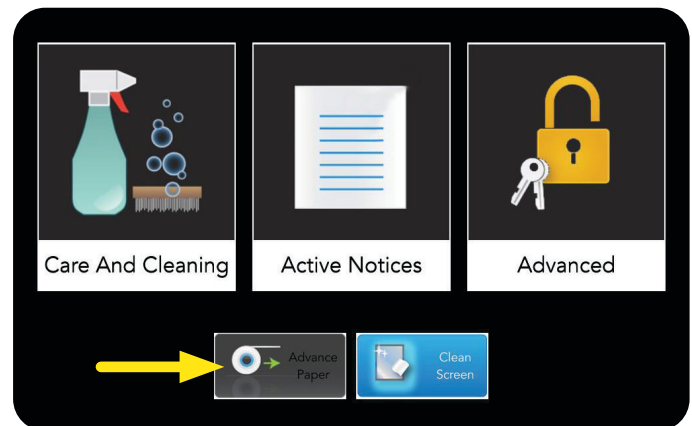 Care And Cleaning
Active Notices
Advanced
Advance
Paper
Clean
Screen